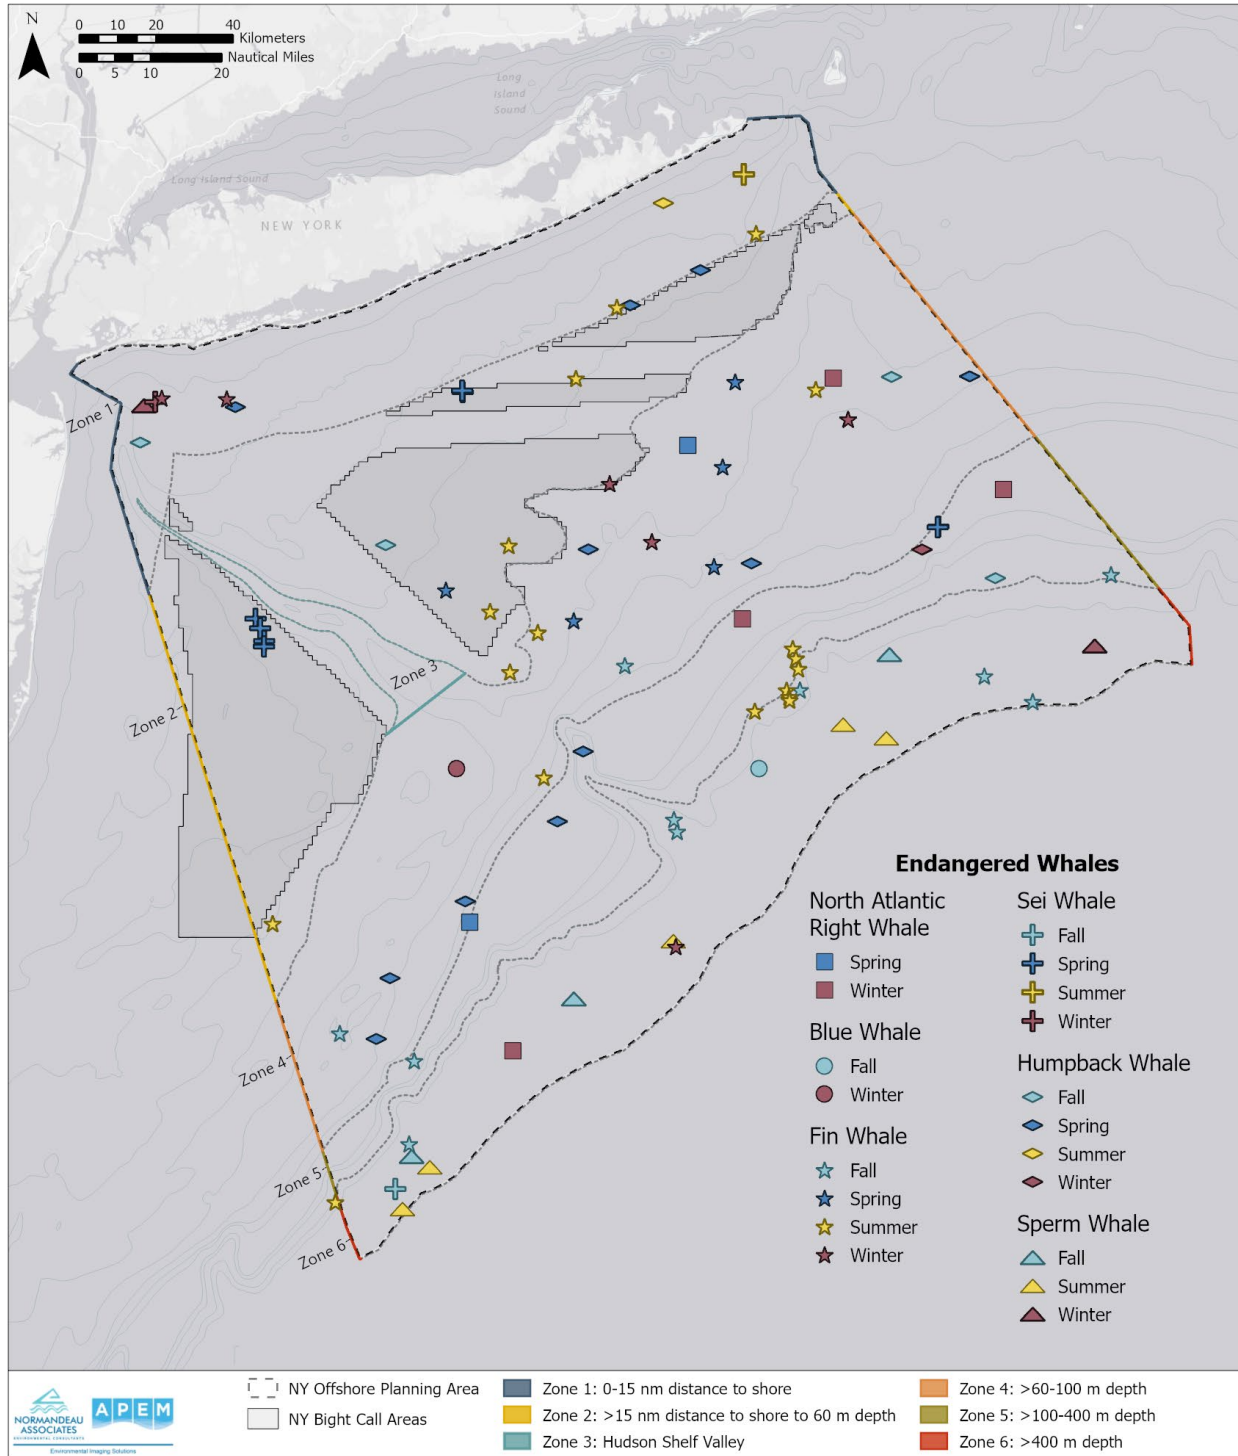 N
0 10 20 40
Kilometers
Nautical Miles
0 5 10 20
Long
Island
Sound
Long Island Sound
NEW YORK
Zone 1
Zone 2
Zone 3
Zone 4
Zone 5
Zone 6
Endangered Whales
North Atlantic
Right Whale
Spring
Winter
Blue Whale
Fall
Winter
Fin Whale
Fall
Spring
Summer
Winter
Sei Whale
Fall
Spring
Summer
Winter
Humpback Whale
Fall
Spring
Summer
Winter
Sperm Whale
Fall
Summer
Winter
NORMANDEAU
ASSOCIATES
ENVIRONMENTAL CONSULTANTS
APEM
Environmental Imaging Solutions
NY Offshore Planning Area
NY Bight Call Areas
Zone 1: 0-15 nm distance to shore
Zone 2: >15 nm distance to shore to 60 m depth
Zone 3: Hudson Shelf Valley
Zone 4: >60-100 m depth
Zone 5: >100-400 m depth
Zone 6: >400 m depth